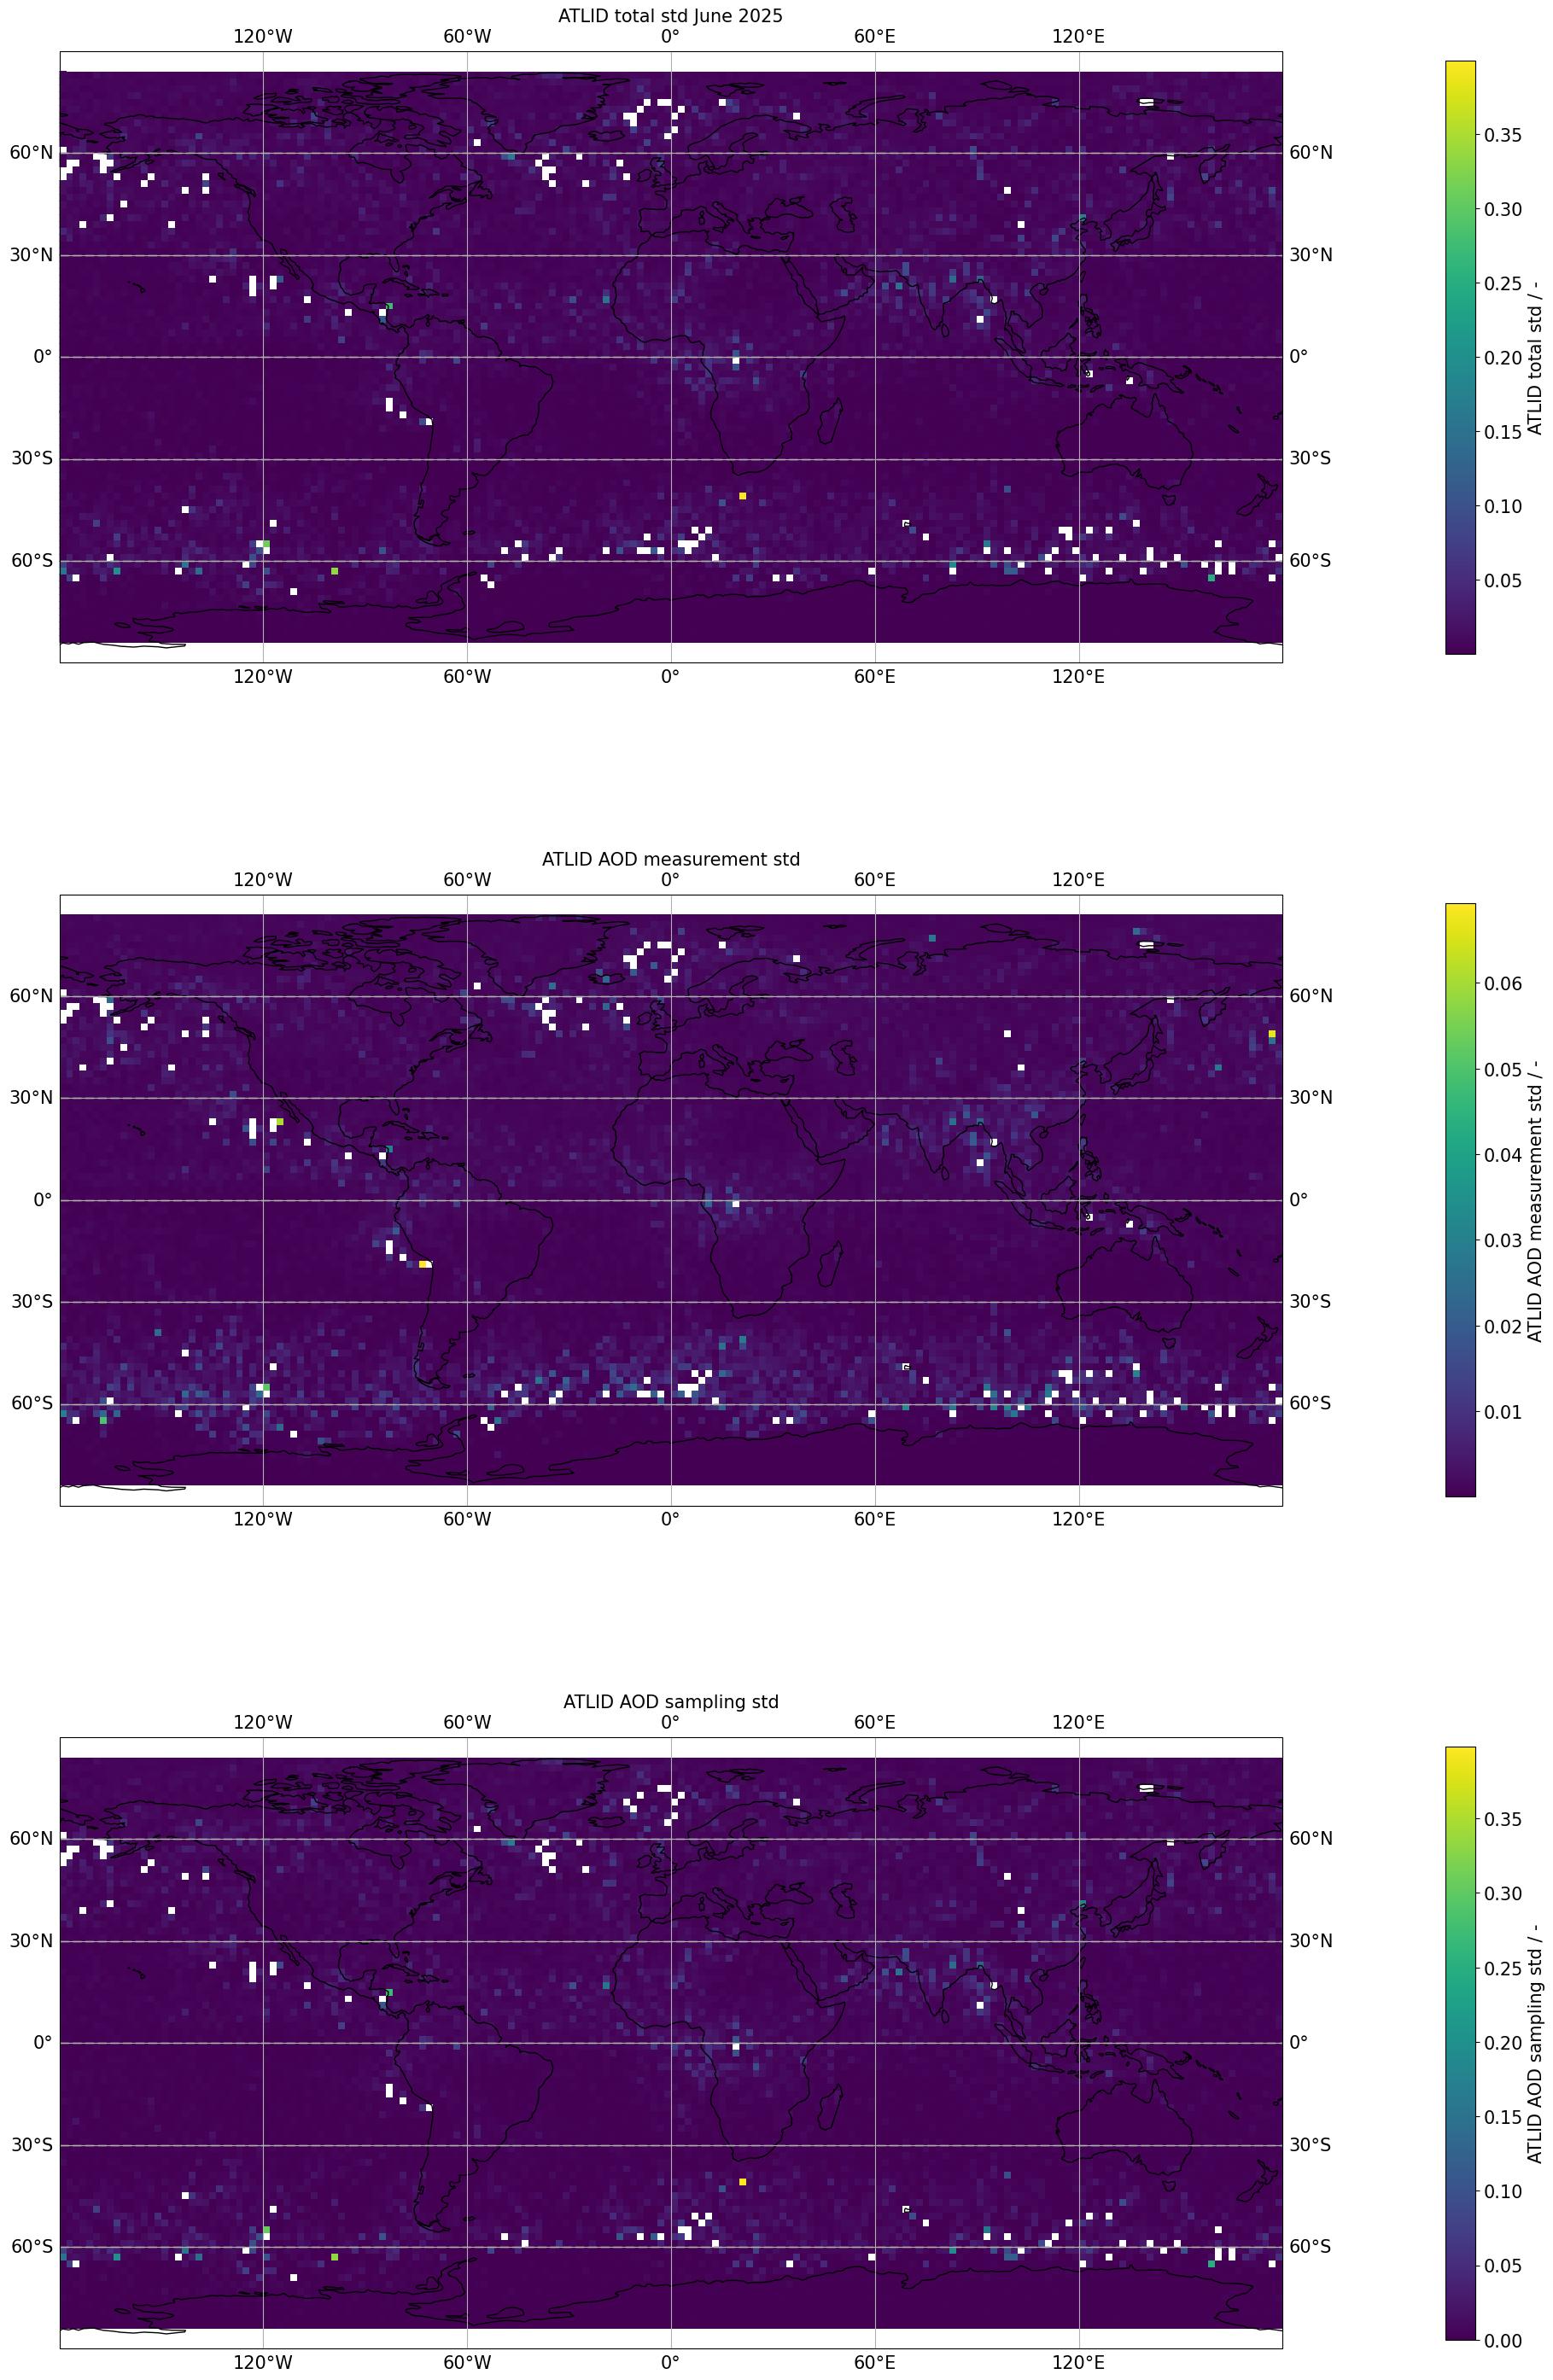 ATLID total std June 2025
120°W 60°W 0° 60°E 120°E
60°N 60°N
30°N 30°N
0° 0°
30°S 30°S
60°S 60°S
120°W 60°W 0° 60°E 120°E
0.35
0.30
0.25
0.20
0.15
0.10
0.05
ATLID total std / -
ATLID AOD measurement std
120°W 60°W 0° 60°E 120°E
60°N 60°N
30°N 30°N
0° 0°
30°S 30°S
60°S 60°S
120°W 60°W 0° 60°E 120°E
0.06
0.05
0.04
0.03
0.02
0.01
ATLID AOD measurement std / -
ATLID AOD sampling std
120°W 60°W 0° 60°E 120°E
60°N 60°N
30°N 30°N
0° 0°
30°S 30°S
60°S 60°S
120°W 60°W 0° 60°E 120°E
0.35
0.30
0.25
0.20
0.15
0.10
0.05
0.00
ATLID AOD sampling std / -